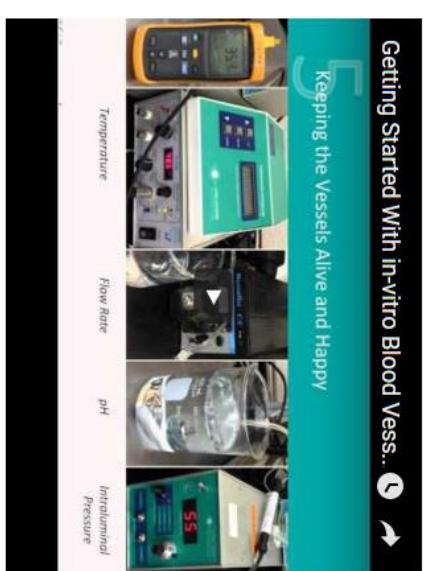 Getting Started With in-vitro Blood Vess..
5
Keeping the Vessels Alive and Happy
55
Temperature
Flow Rate
pH
Intraluminal
Pressure